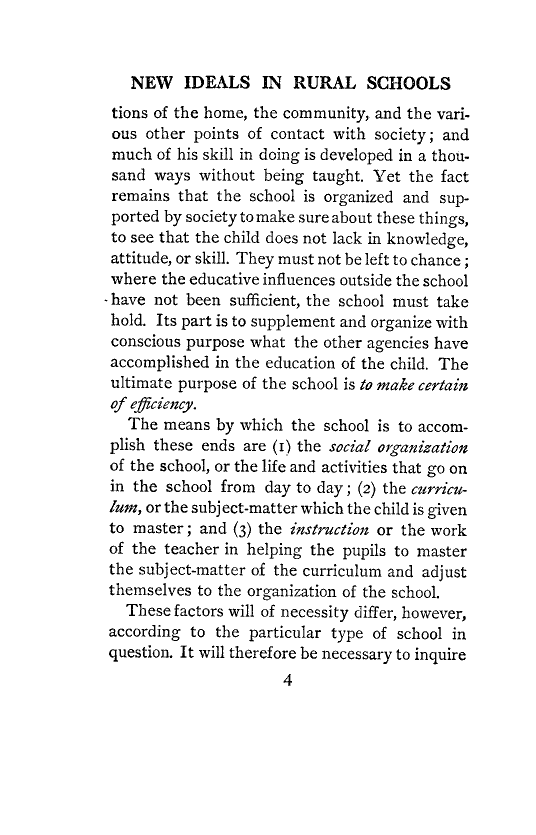 NEW IDEALS IN RURAL SCHOOLS
tions of the home, the community, and the vari-
ous other points of contact with society; and
much of his skill in doing is developed in a thou-
sand ways without being taught. Yet the fact
remains that the school is organized and sup-
ported by society to make sure about these things,
to see that the child does not lack in knowledge,
attitude, or skill. They must not be left to chance;
where the educative influences outside the school
have not been sufficient, the school must take
hold. Its part is to supplement and organize with
conscious purpose what the other agencies have
accomplished in the education of the child. The
ultimate purpose of the school is to make certain
of efficiency.
The means by which the school is to accom-
plish these ends are (1) the social organization
of the school, or the life and activities that go on
in the school from day to day; (2) the curricu-
lum, or the subject-matter which the child is given
to master; and (3) the instruction or the work
of the teacher in helping the pupils to master
the subject-matter of the curriculum and adjust
themselves to the organization of the school.
These factors will of necessity differ, however,
according to the particular type of school in
question. It will therefore be necessary to inquire
4